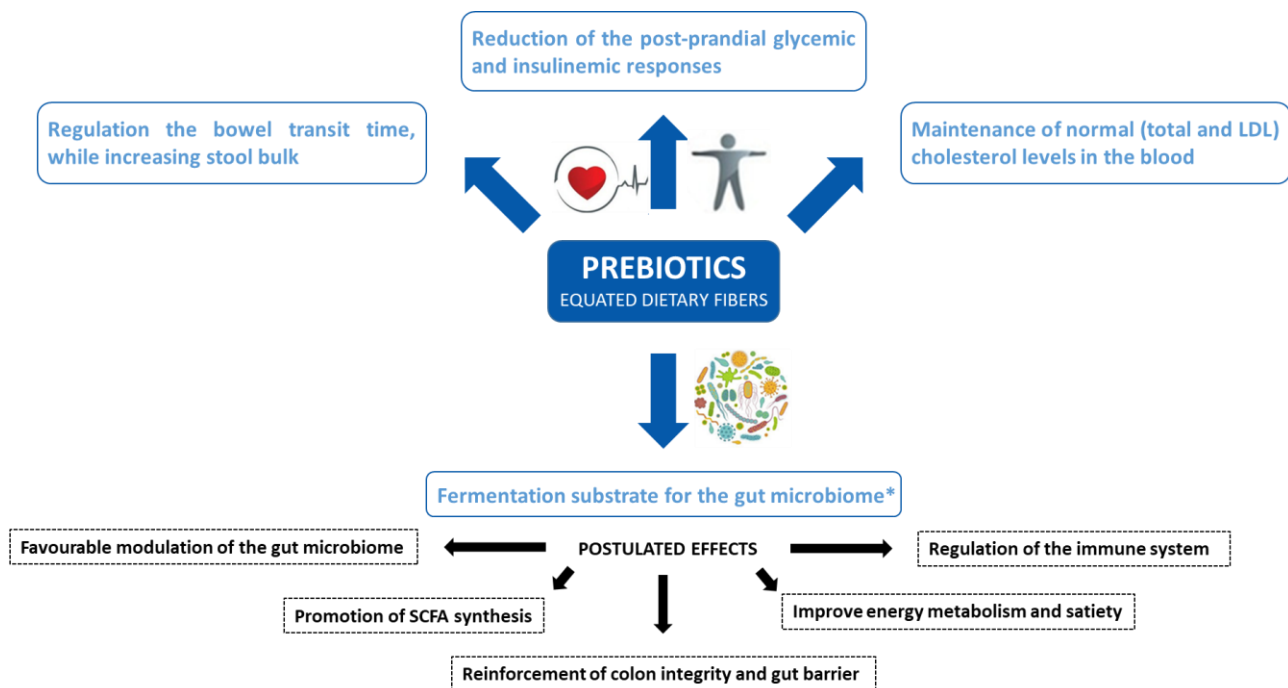 Reduction of the post-prandial glycemic
and insulinemic responses
Regulation the bowel transit time,
while increasing stool bulk
Maintenance of normal (total and LDL)
cholesterol levels in the blood
PREBIOTICS
EQUATED DIETARY FIBERS
Fermentation substrate for the gut microbiome*
Favourable modulation of the gut microbiome
POSTULATED EFFECTS
Regulation of the immune system
Promotion of SCFA synthesis
Improve energy metabolism and satiety
Reinforcement of colon integrity and gut barrier